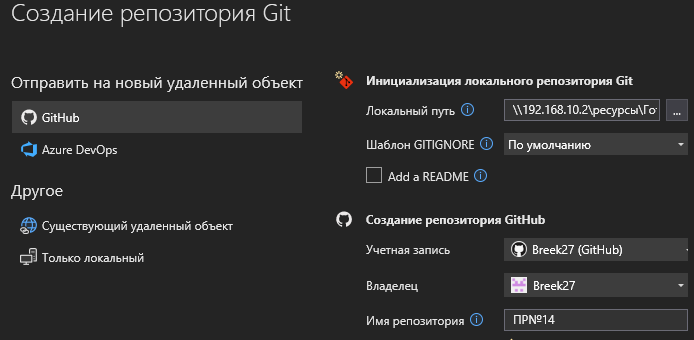 Создание репозитория Git
Отправить на новый удаленный объект
GitHub
Azure DevOps
Другое
Существующий удаленный объект
Только локальный
Инициализация локального репозитория Git
Локальный путь \\192.168.10.2\ресурсы\Го ...
Шаблон GITIGNORE По умолчанию
Add a README
Создание репозитория GitHub
Учетная запись Breek27 (GitHub)
Владелец Breek27
Имя репозитория ПР№14